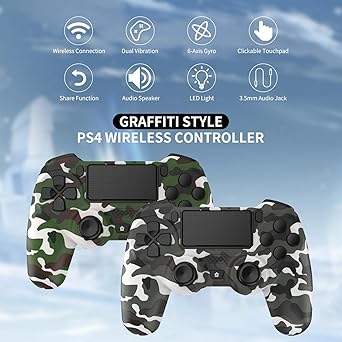 Wireless Connection
Dual Vibration
6-Axis Gyro
Clickable Touchpad
Share Function
Audio Speaker
LED Light
3.5mm Audio Jack
GRAFFITI STYLE
PS4 WIRELESS CONTROLLER